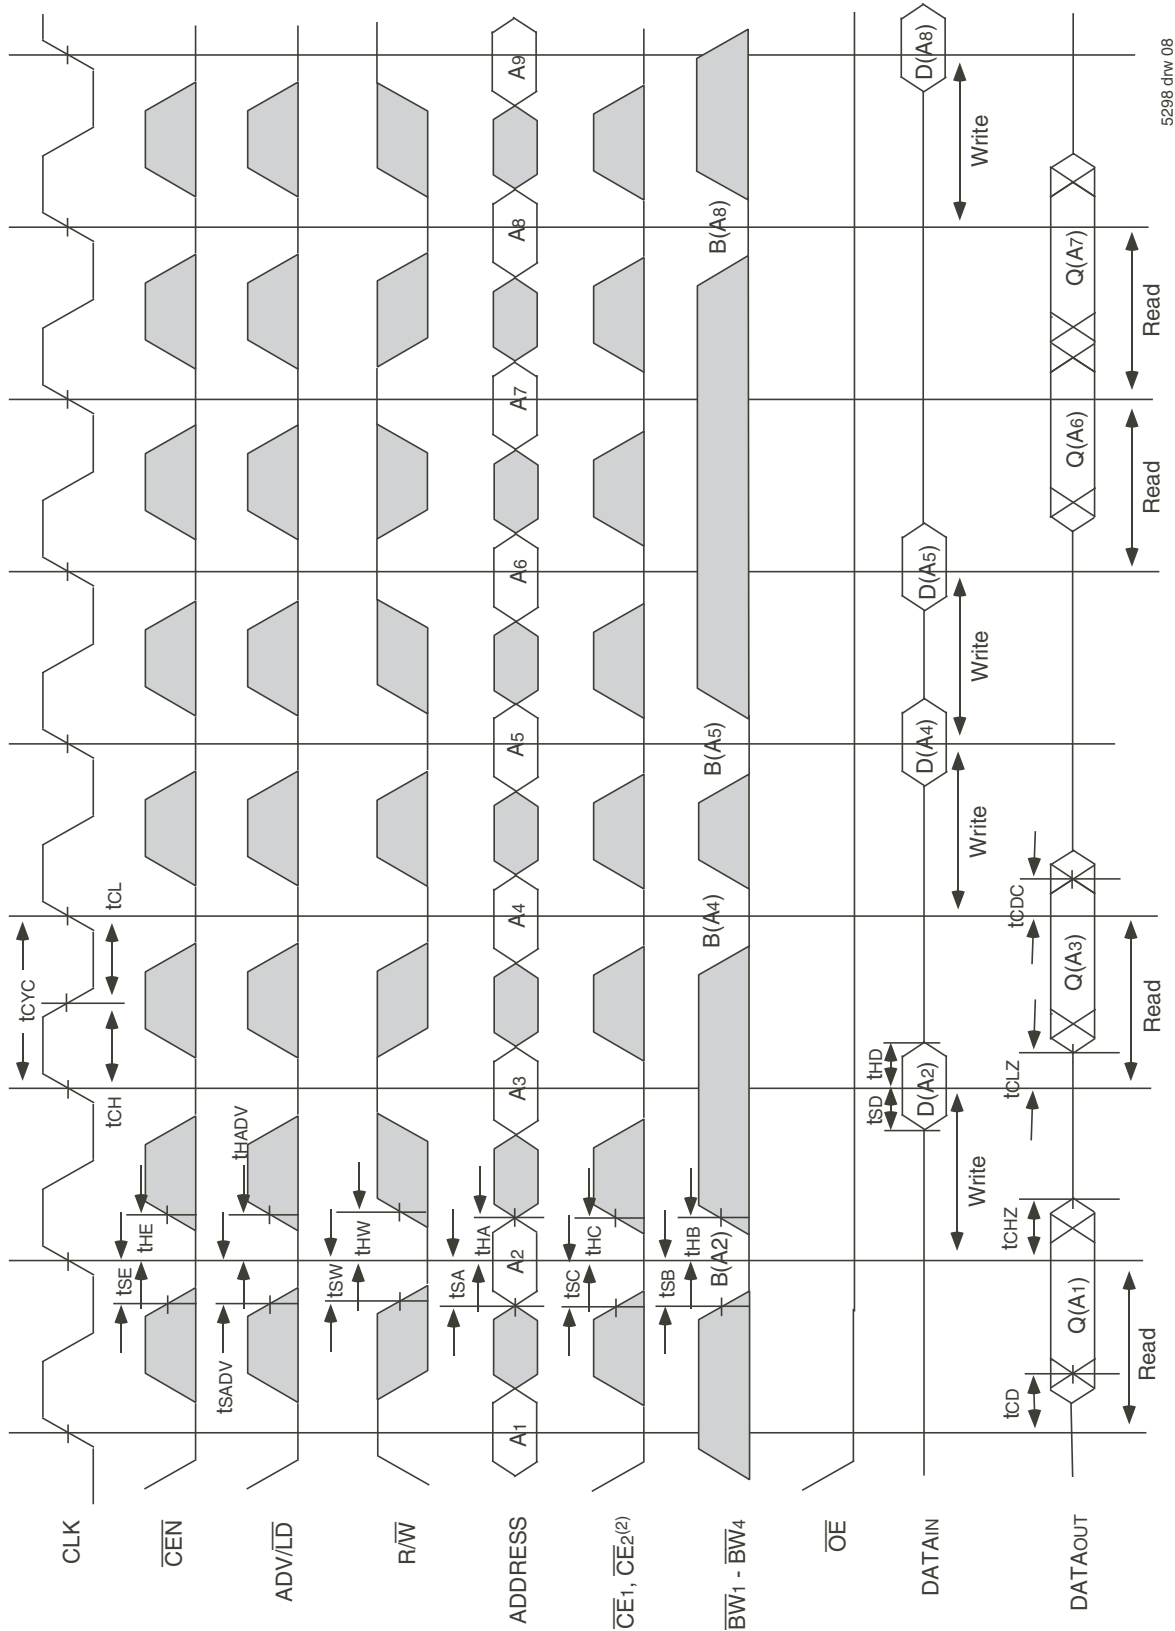 CLK
tCYC
tCH
tCL
CEN
tSE
tHE
ADV/LD
tSADV
tHADV
R/W
tSW
tHW
ADDRESS
A1
A2
A3
A4
A5
A6
A7
A8
A9
tSA
tHA
CE1, CE2(2)
tSC
tHC
BW1 - BW4
tSB
tHB
B(A2)
B(A4)
B(A5)
B(A8)
OE
DATAIN
tSD
tHD
D(A2)
D(A4)
D(A5)
D(A8)
Write
Write
Write
Write
DATAOUT
tCD
tCHZ
tCLZ
tCDC
Q(A1)
Q(A3)
Q(A6)
Q(A7)
Read
Read
Read
Read
5298 drw 08